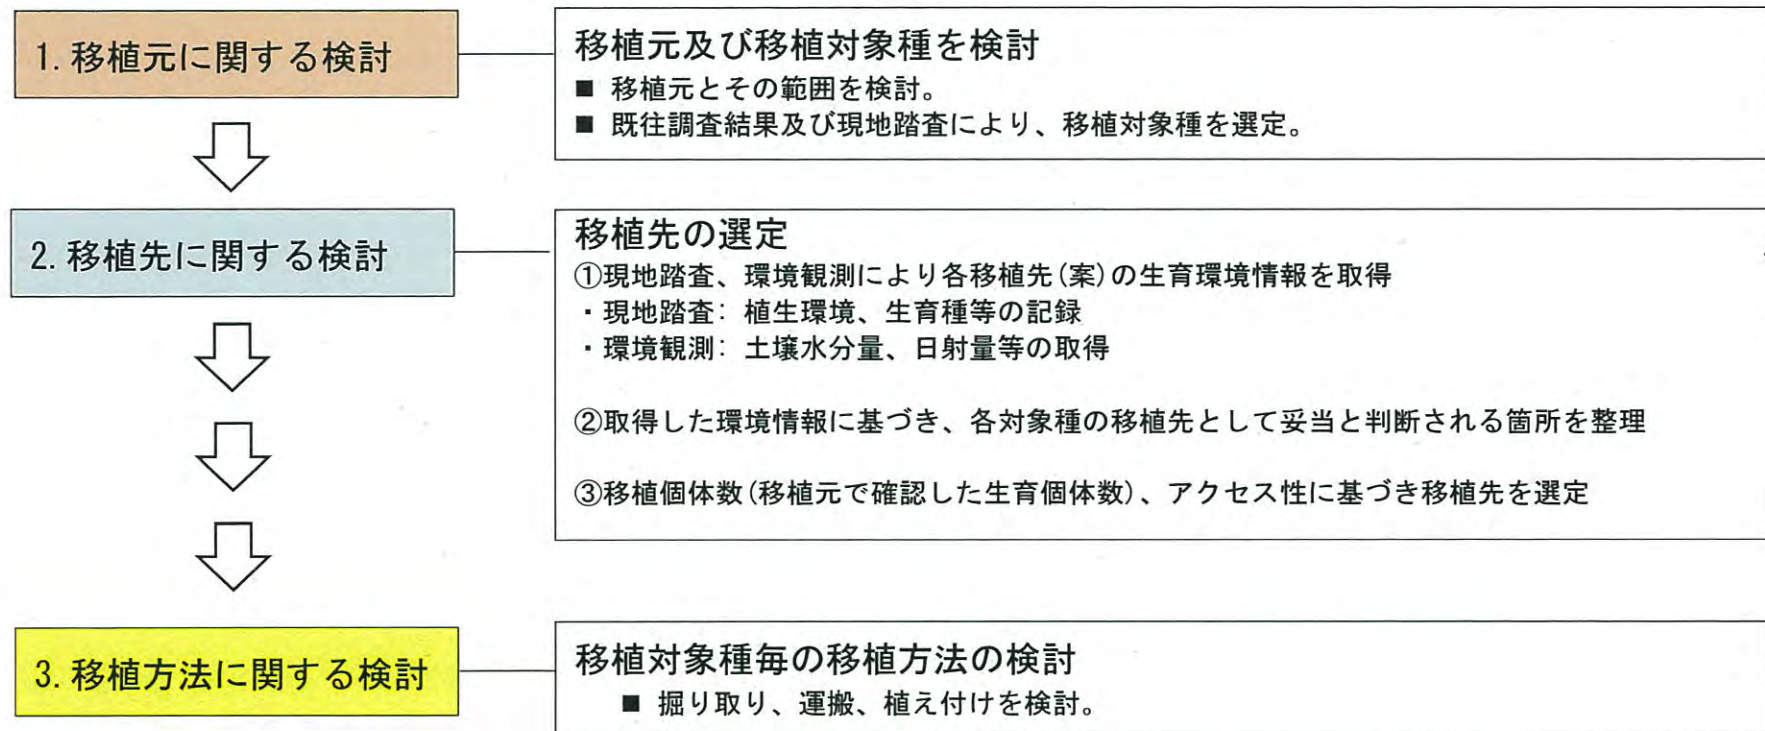 1.移植元に関する検討
移植元及び移植対象種を検討
■ 移植元とその範囲を検討。
■ 既往調査結果及び現地踏査により、移植対象種を選定。
2.移植先に関する検討
移植先の選定
①現地踏査、環境観測により各移植先(案)の生育環境情報を取得
・現地踏査: 植生環境、生育種等の記録
・環境観測: 土壌水分量、日射量等の取得
②取得した環境情報に基づき、各対象種の移植先として妥当と判断される箇所を整理
③移植個体数(移植元で確認した生育個体数)、アクセス性に基づき移植先を選定
3.移植方法に関する検討
移植対象種毎の移植方法の検討
■ 掘り取り、運搬、植え付けを検討。